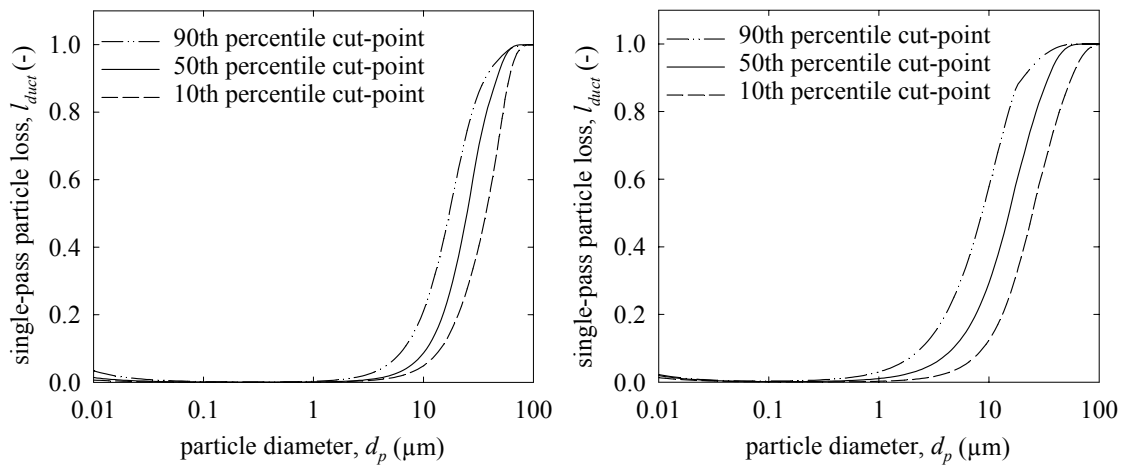 90th percentile cut-point
50th percentile cut-point
10th percentile cut-point
single-pass particle loss, l_duct (-)
1.0
0.8
0.6
0.4
0.2
0.0
0.01 0.1 1 10 100
particle diameter, d_p (µm)
90th percentile cut-point
50th percentile cut-point
10th percentile cut-point
single-pass particle loss, l_duct (-)
1.0
0.8
0.6
0.4
0.2
0.0
0.01 0.1 1 10 100
particle diameter, d_p (µm)